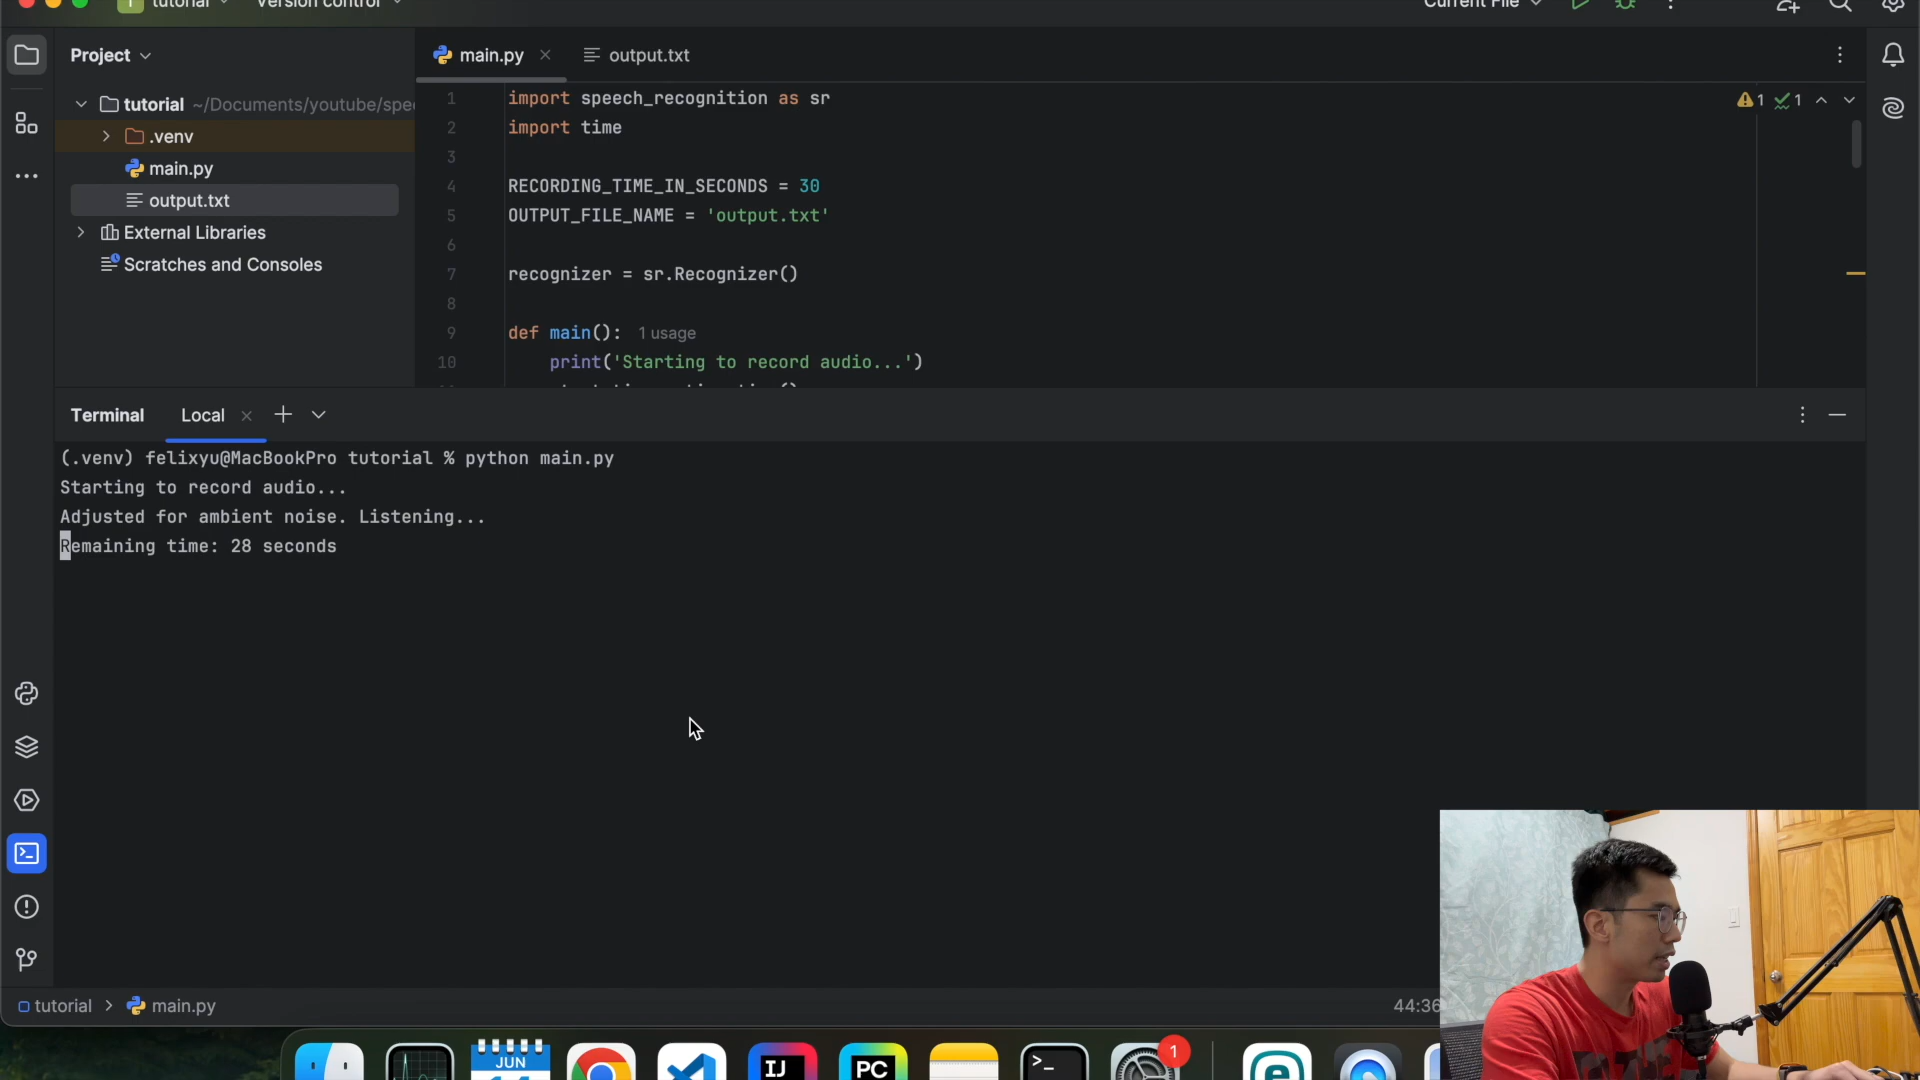 tutorial
Version control
Current File
Project
main.py
output.txt
tutorial ~/Documents/youtube/spee
.venv
main.py
output.txt
External Libraries
Scratches and Consoles
1 import speech_recognition as sr
2 import time
3
4 RECORDING_TIME_IN_SECONDS = 30
5 OUTPUT_FILE_NAME = 'output.txt'
6
7 recognizer = sr.Recognizer()
8
9 def main(): 1 usage
10 print('Starting to record audio...')
1 1
Terminal
Local
(.venv) felixyu@MacBookPro tutorial % python main.py
Starting to record audio...
Adjusted for ambient noise. Listening...
Remaining time: 28 seconds
tutorial > main.py
44:36
JUN
IJ
PC
>_
1